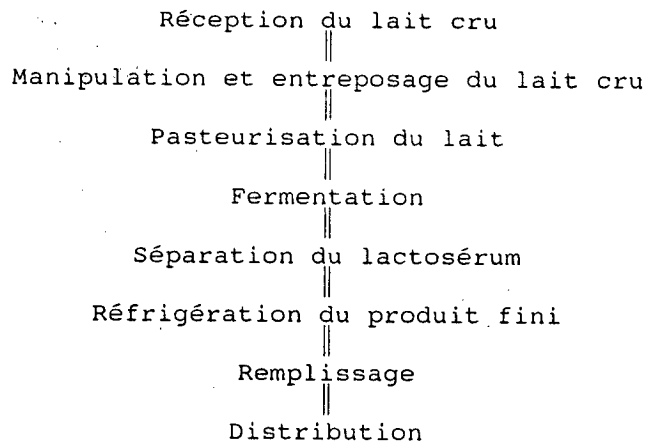 Réception du lait cru
Manipulation et entreposage du lait cru
Pasteurisation du lait
Fermentation
Séparation du lactosérum
Réfrigération du produit fini
Remplissage
Distribution